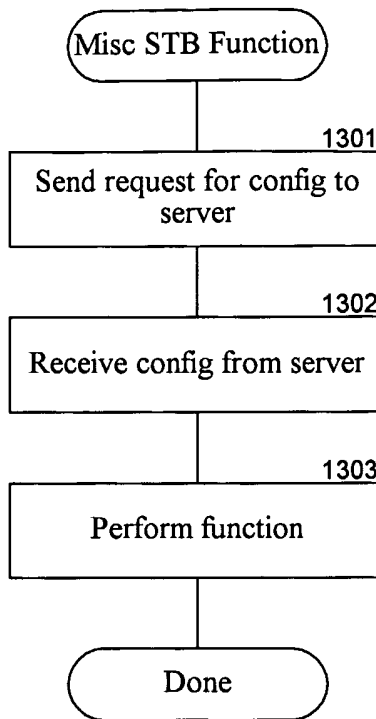 Misc STB Function
1301
Send request for config to
server
1302
Receive config from server
1303
Perform function
Done